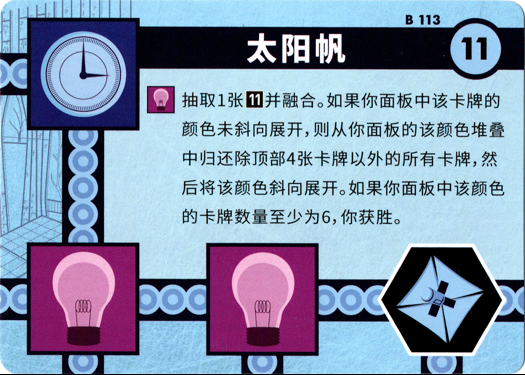 B 113
太阳帆
11
抽取1张11并融合。如果你面板中该卡牌的
颜色未斜向展开，则从你面板的该颜色堆叠
中归还除顶部4张卡牌以外的所有卡牌，然
后将该颜色斜向展开。如果你面板中该颜色
的卡牌数量至少为6，你获胜。